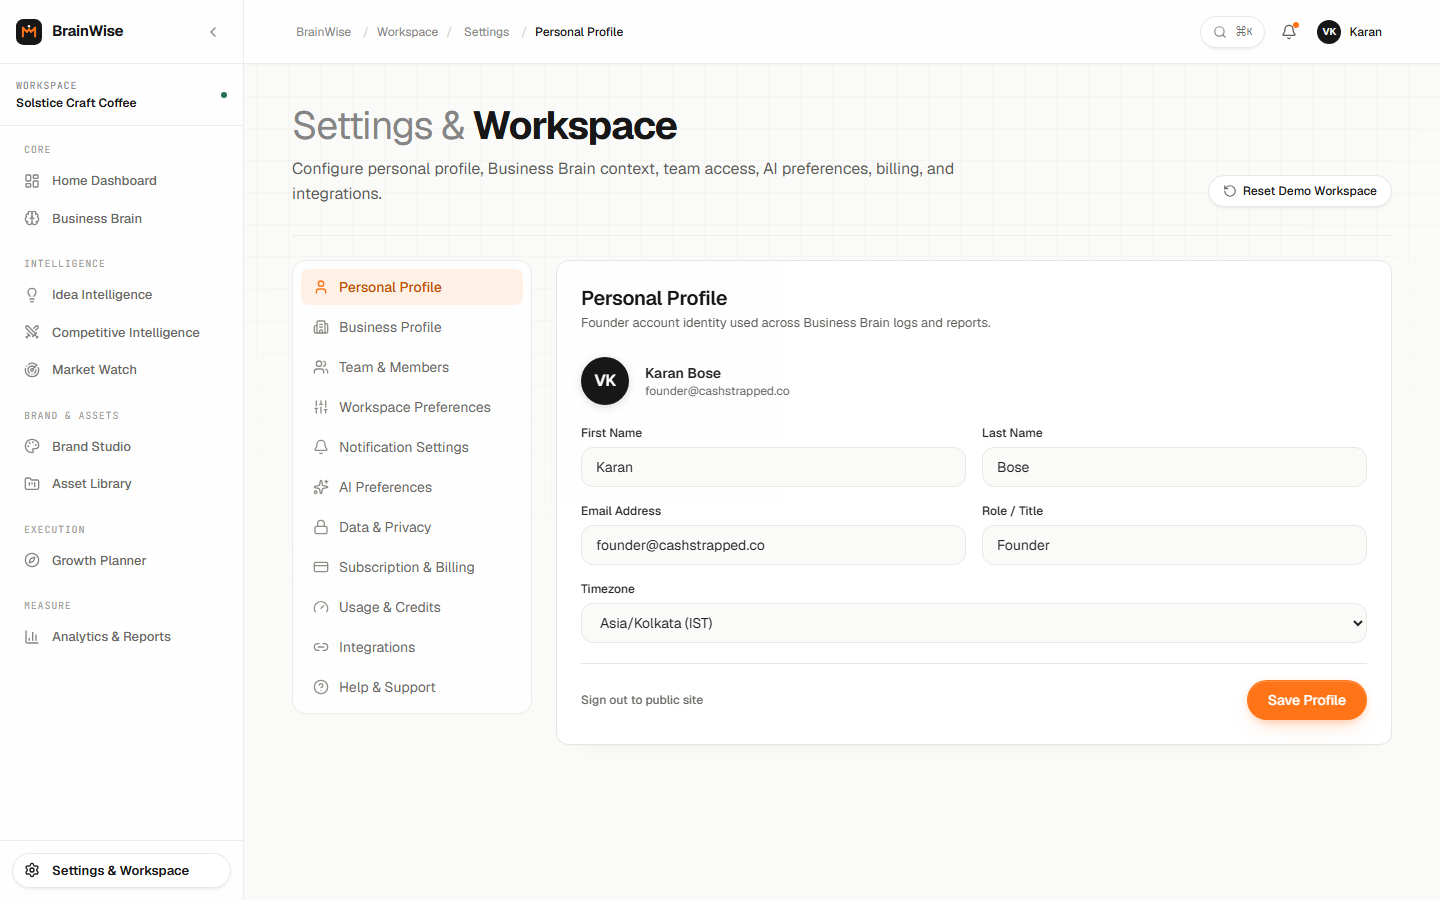 BrainWise
WORKSPACE
Solstice Craft Coffee
CORE
Home Dashboard
Business Brain
INTELLIGENCE
Idea Intelligence
Competitive Intelligence
Market Watch
BRAND & ASSETS
Brand Studio
Asset Library
EXECUTION
Growth Planner
MEASURE
Analytics & Reports
Settings & Workspace
BrainWise / Workspace / Settings / Personal Profile
⌘K
VK Karan
Settings & Workspace
Configure personal profile, Business Brain context, team access, AI preferences, billing, and
integrations.
Reset Demo Workspace
Personal Profile
Business Profile
Team & Members
Workspace Preferences
Notification Settings
AI Preferences
Data & Privacy
Subscription & Billing
Usage & Credits
Integrations
Help & Support
Personal Profile
Founder account identity used across Business Brain logs and reports.
VK
Karan Bose
founder@cashstrapped.co
First Name
Karan
Last Name
Bose
Email Address
founder@cashstrapped.co
Role / Title
Founder
Timezone
Asia/Kolkata (IST)
Sign out to public site
Save Profile